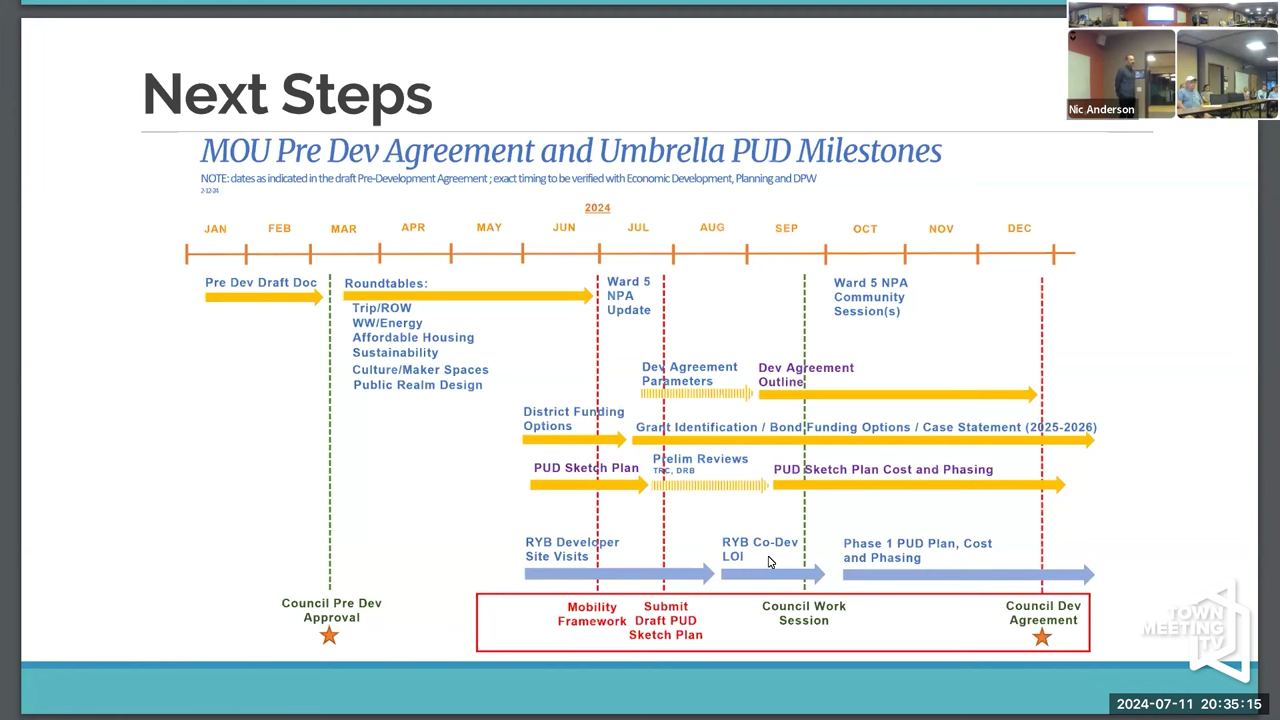 Next Steps
Nic Anderson
MOU Pre Dev Agreement and Umbrella PUD Milestones
NOTE: dates as indicated in the draft Pre-Development Agreement ; exact timing to be verified with Economic Development, Planning and DPW
2-12-24
2024
JAN FEB MAR APR MAY JUN JUL AUG SEP OCT NOV DEC
Pre Dev Draft Doc
Roundtables:
Trip/ROW
WW/Energy
Affordable Housing
Sustainability
Culture/Maker Spaces
Public Realm Design
Ward 5
NPA
Update
Ward 5 NPA
Community
Session(s)
Dev Agreement
Parameters
Dev Agreement
Outline
District Funding
Options
Grant Identification / Bond Funding Options / Case Statement (2025-2026)
PUD Sketch Plan
Prelim Reviews
TRC, DRB
PUD Sketch Plan Cost and Phasing
RYB Developer
Site Visits
RYB Co-Dev
LOI
Phase 1 PUD Plan, Cost
and Phasing
Council Pre Dev
Approval
Mobility
Framework
Submit
Draft PUD
Sketch Plan
Council Work
Session
Council Dev
Agreement
TOWN
MEETING
TV
2024-07-11 20:35:15